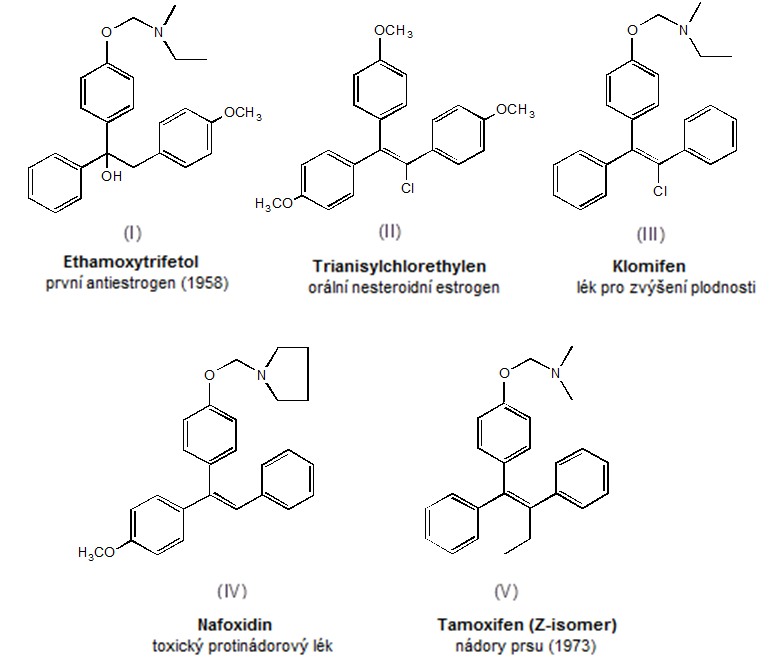 O
N
OCH3
OH
(I)
Ethamoxytrifetol
první antiestrogen (1958)
OCH3
OCH3
Cl
H3CO
(II)
Trianisylchlorethylen
orální nesteroidní estrogen
O
N
Cl
(III)
Klomifen
lék pro zvýšení plodnosti
O
N
H3CO
(IV)
Nafoxidin
toxický protinádorový lék
O
N
(V)
Tamoxifen (Z-isomer)
nádory prsu (1973)